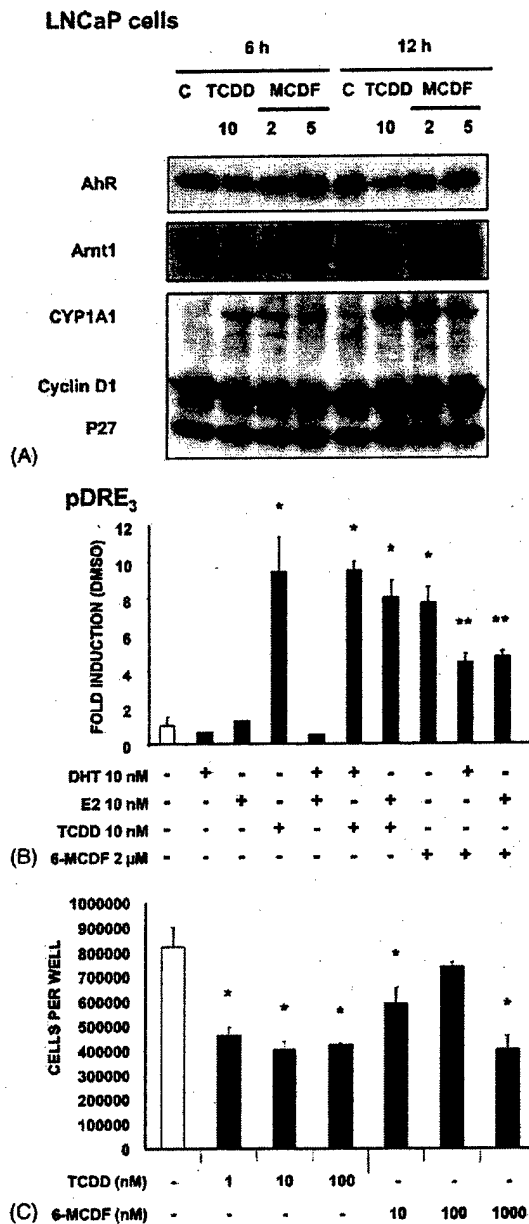 LNCaP cells
6 h 12 h
C TCDD MCDF C TCDD MCDF
10 2 5 10 2 5
AhR
Arnt1
CYP1A1
Cyclin D1
P27
(A)
pDRE3
*
* * *
** **
12
10
8
6
4
2
0
FOLD INDUCTION (DMSO)
DHT 10 nM - + - - + + - - + -
E2 10 nM - - + - + - + - - +
TCDD 10 nM - - - + - + + - - -
(B) 6-MCDF 2 µM - - - - - - - + + +
1000000
900000
800000
700000
600000
500000
400000
300000
200000
100000
0
CELLS PER WELL
* * * * *
TCDD (nM) - 1 10 100 - - -
(C) 6-MCDF (nM) - - - - 10 100 1000